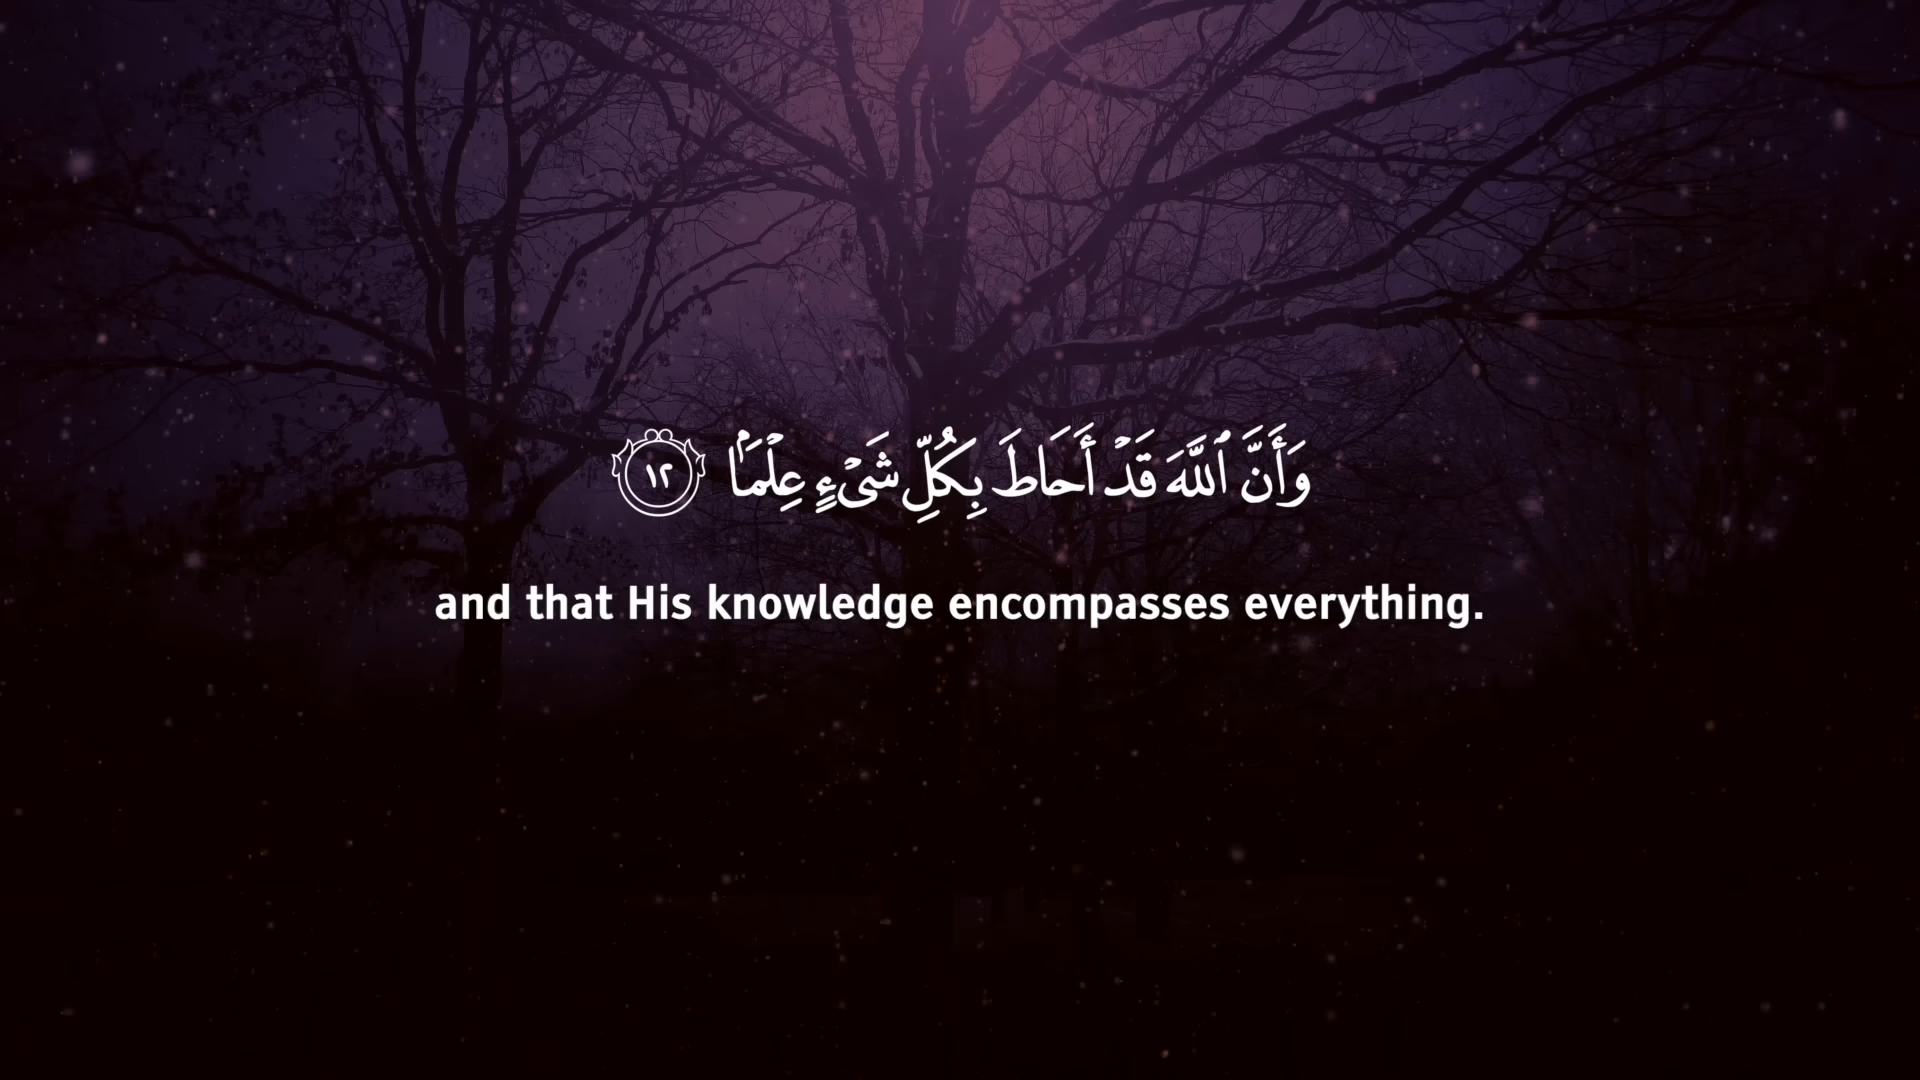 وَأَنَّ ٱللَّهَ قَدْ أَحَاطَ بِكُلِّ شَىْءٍ عِلْمًۢا ١٢
and that His knowledge encompasses everything.